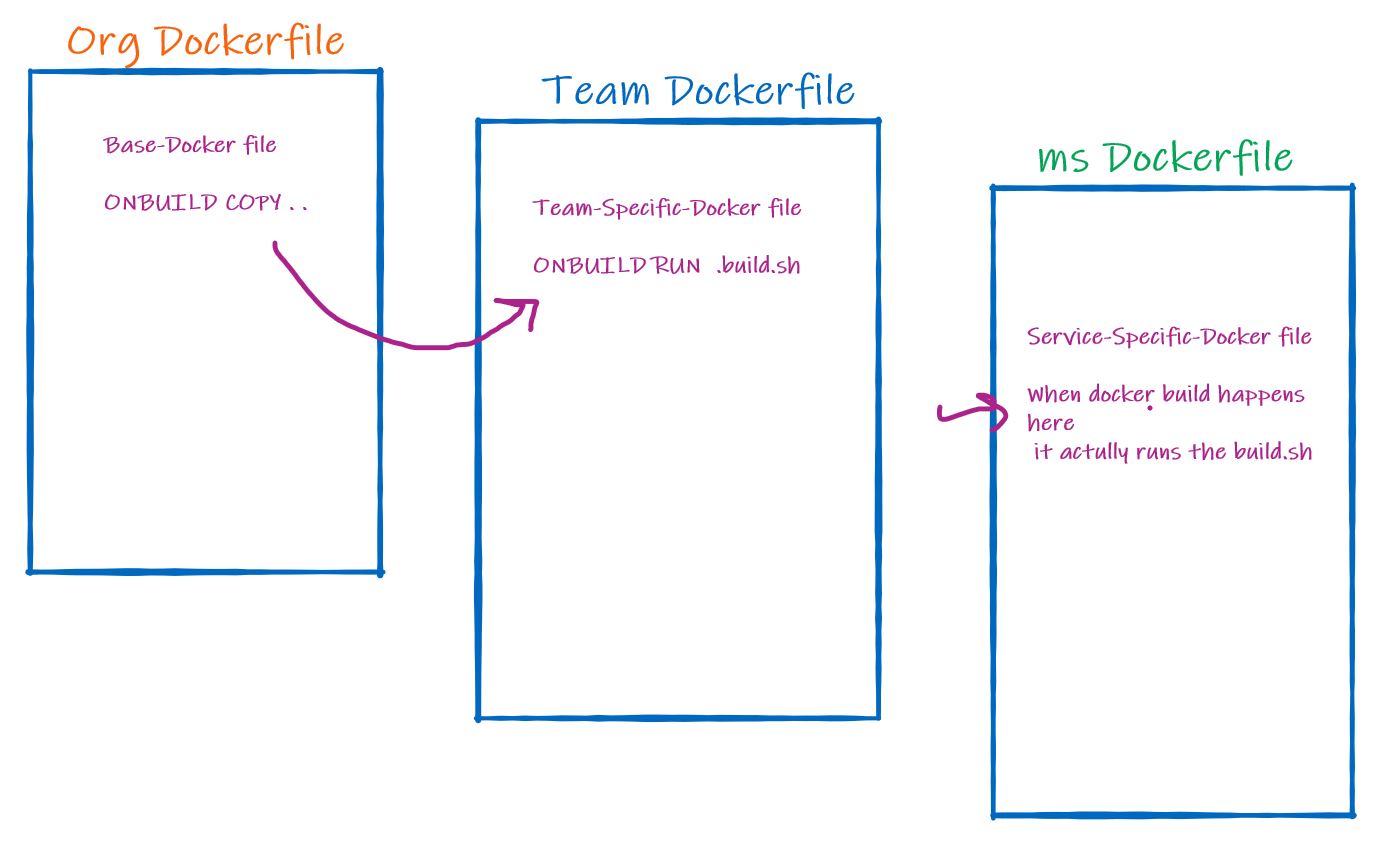 Org Dockerfile
Base-Docker file
ONBUILD COPY . .
Team Dockerfile
Team-Specific-Docker file
ONBUILD RUN .build.sh
ms Dockerfile
Service-Specific-Docker file
When docker build happens
here
it actully runs the build.sh